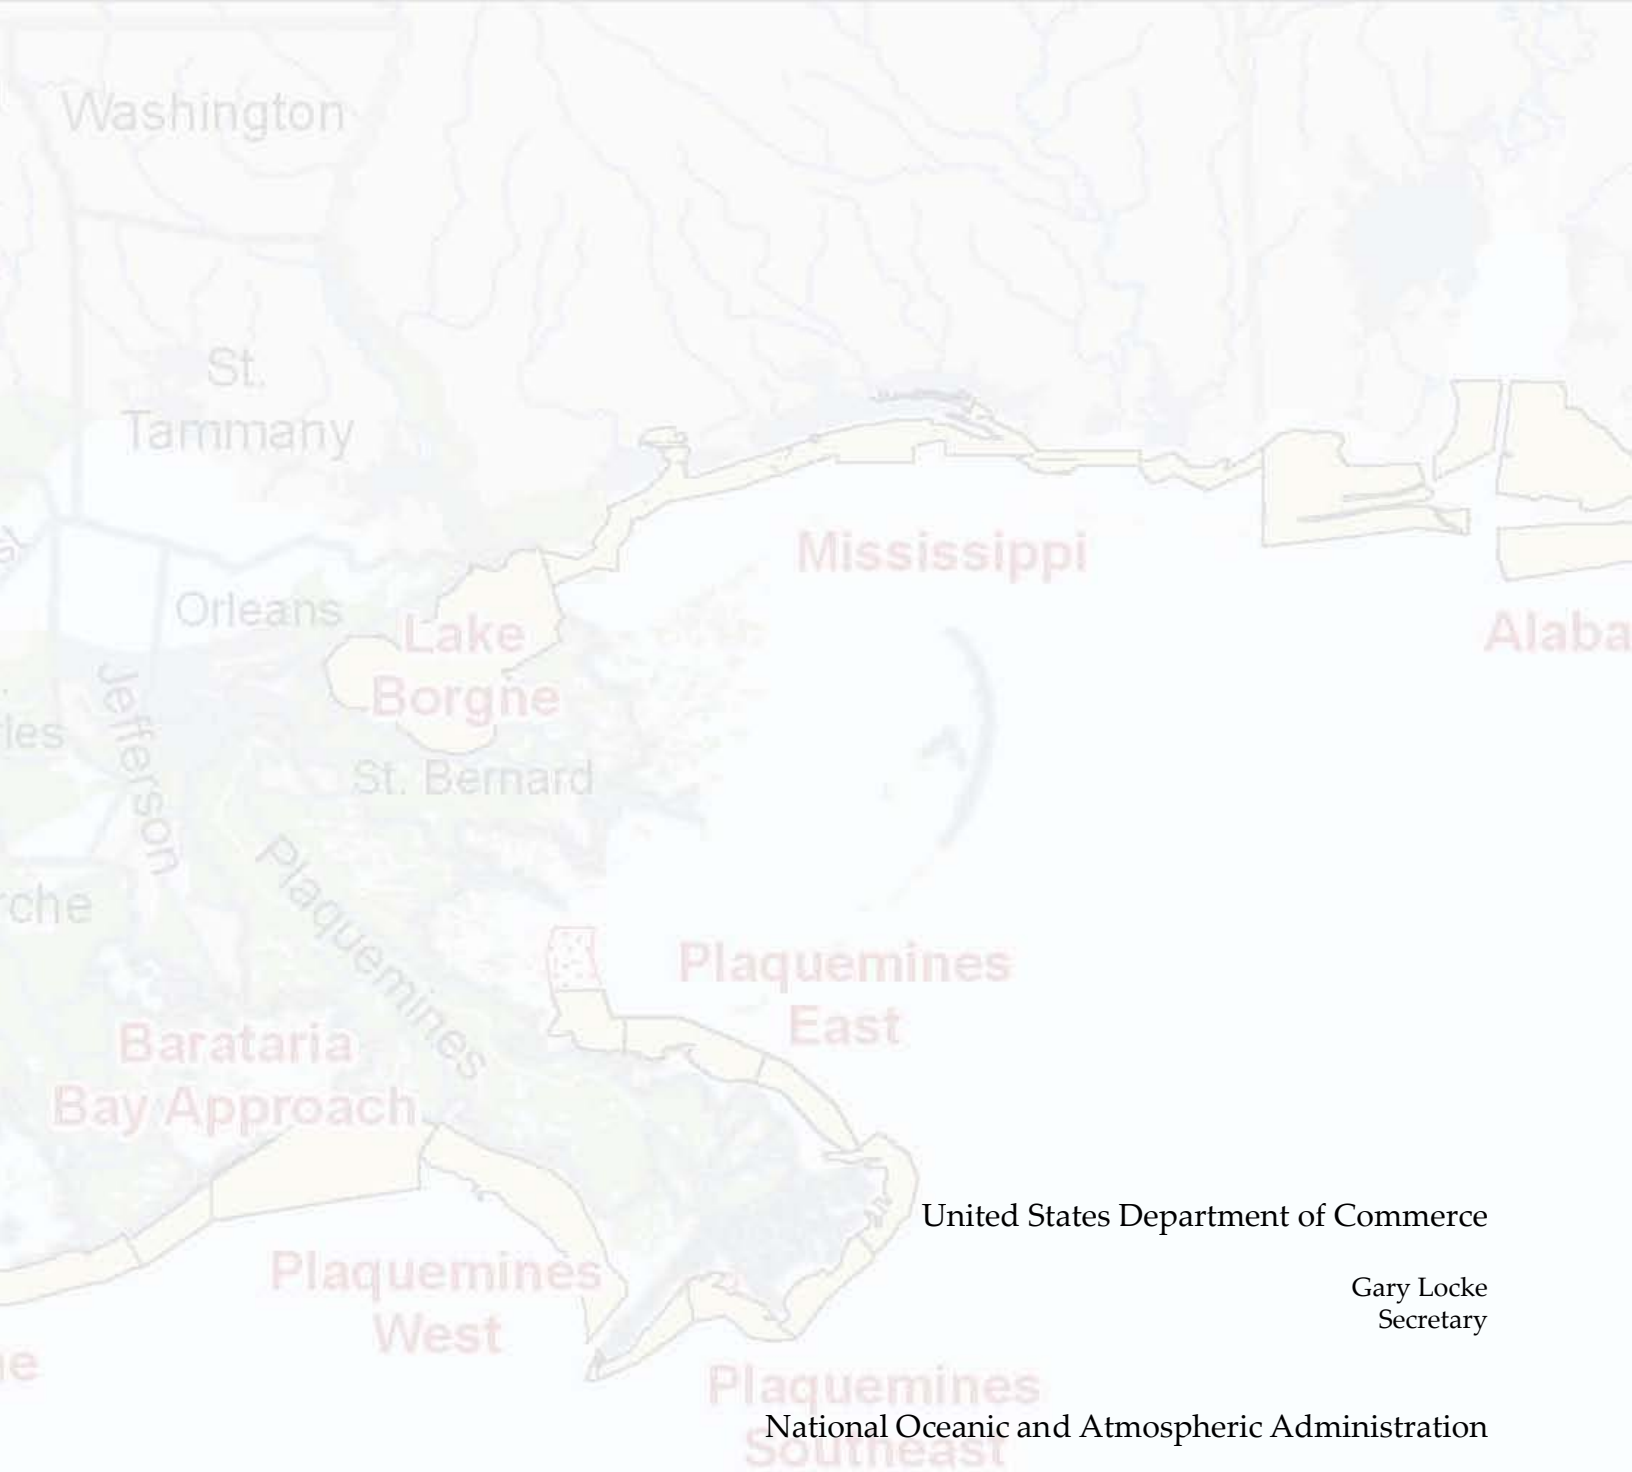 Washington
St.
Tammany
Mississippi
Orleans
Lake
Borgne
Alaba
Jefferson
les
St. Bernard
Plaquemines
rche
Plaquemines
East
Barataria
Bay Approach
United States Department of Commerce
Plaquemines
West
Gary Locke
Secretary
e
Plaquemines
Southeast
National Oceanic and Atmospheric Administration